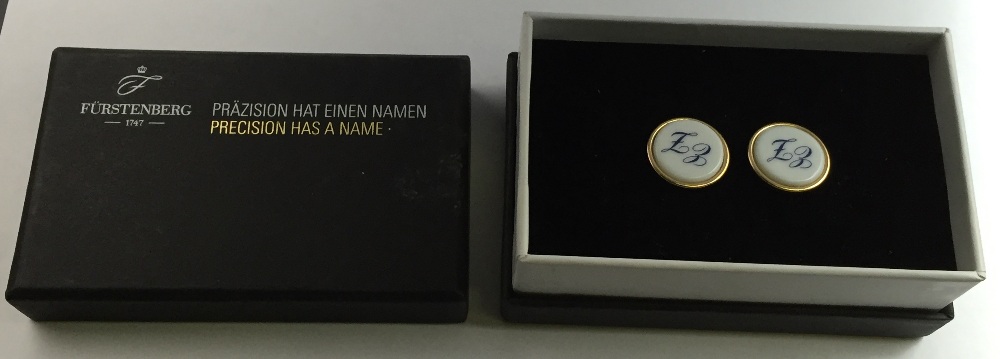 F
FÜRSTENBERG
1747
PRÄZISION HAT EINEN NAMEN
PRECISION HAS A NAME